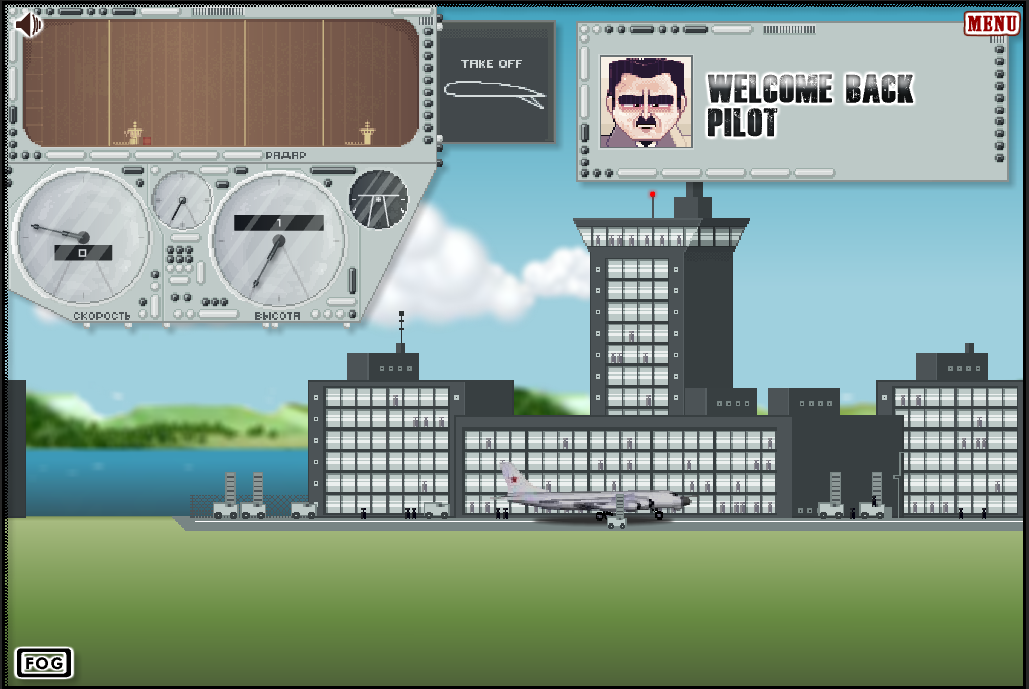 MENU
TAKE OFF
WELCOME BACK
PILOT
РАДАР
1
0
СКОРОСТЬ
ВЫСОТА
FOG